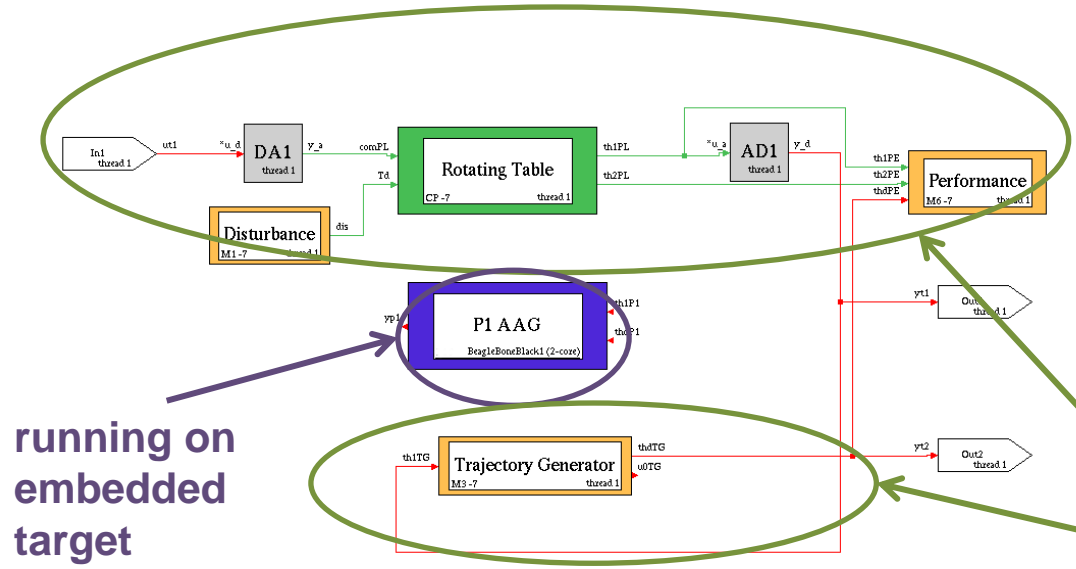 In1
thread 1
ut1
*u_d
DA1
thread 1
y_a
comPL
Td
Rotating Table
CP -7
thread 1
th1PL
th2PL
*u_a
AD1
thread 1
y_d
th1PE
th2PE
thdPE
Performance
M6 -7
thread 1
Disturbance
M1 -7
thread 1
dis
yp1
P1 AAG
BeagleBoneBlack1 (2-core)
th1P1
thdP1
yt1
thread 1
running on
embedded
target
th1TG
Trajectory Generator
M3 -7
thread 1
thdTG
u0TG
yt2
Out2
thread 1